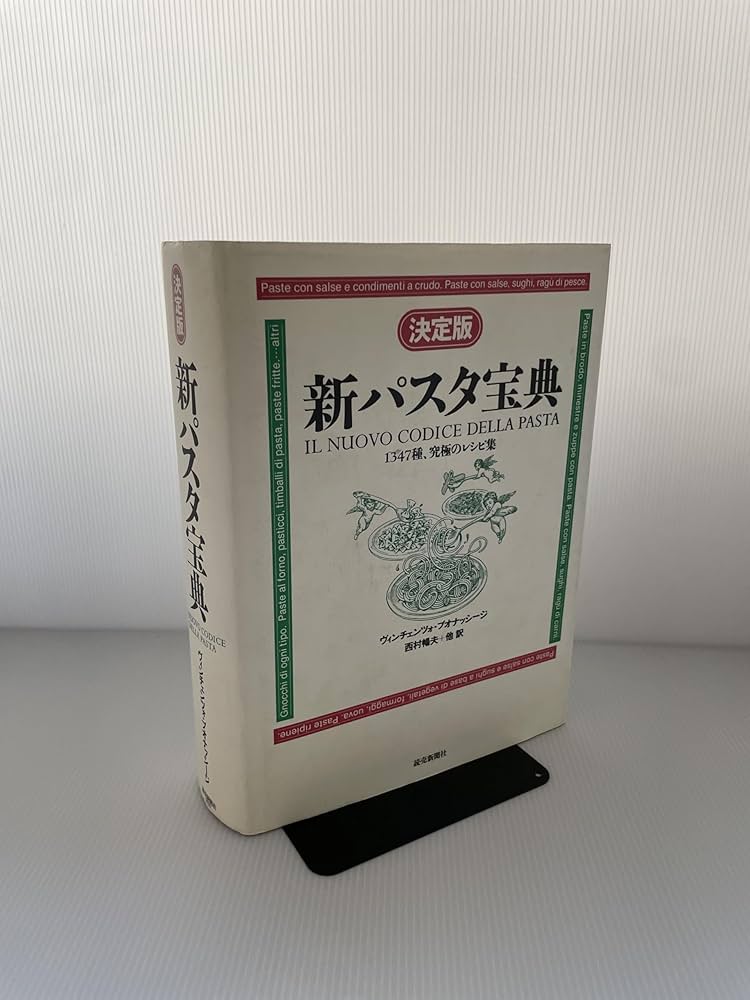 決定版
新パスタ宝典
NUOVO CODICE
DELLA PASTA
Paste con salse e condimenti a crudo. Paste con salse, sughi, ragù di pesce.
決定版
新パスタ宝典
IL NUOVO CODICE DELLA PASTA
1347種、究極のレシピ集
Gnocchi di ogni tipo. Paste al forno, pasticci, timballi di pasta, paste fritte,…altri
Paste in brodo, minestre e zuppe con pasta. Paste con salse, sughi, ragù di carni.
ヴィンチェンツォ・ブオナッシージ
西村暢夫+他 訳
Paste con salse e sughi a base di vegetali, formaggi, uova. Paste ripiene.
読売新聞社